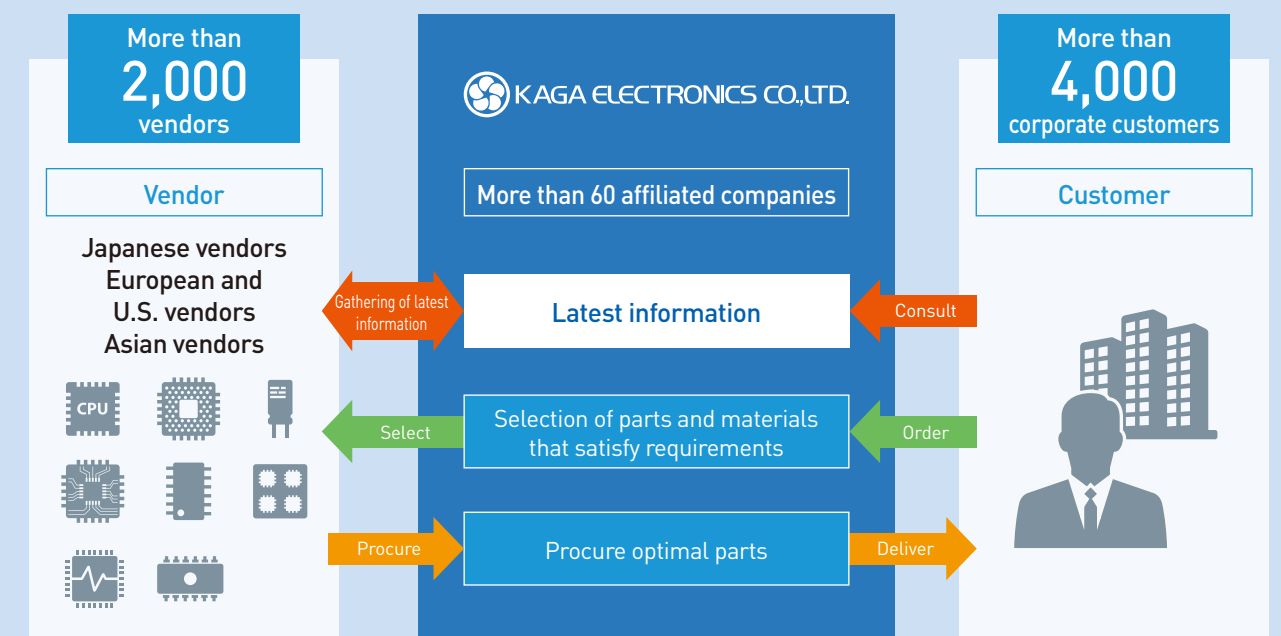 More than
2,000
vendors
Vendor
Japanese vendors
European and
U.S. vendors
Asian vendors
CPU
KAGA ELECTRONICS CO.,LTD.
More than 60 affiliated companies
Gathering of latest
information
Latest information
Consult
Select
Selection of parts and materials
that satisfy requirements
Order
Procure
Procure optimal parts
Deliver
More than
4,000
corporate customers
Customer